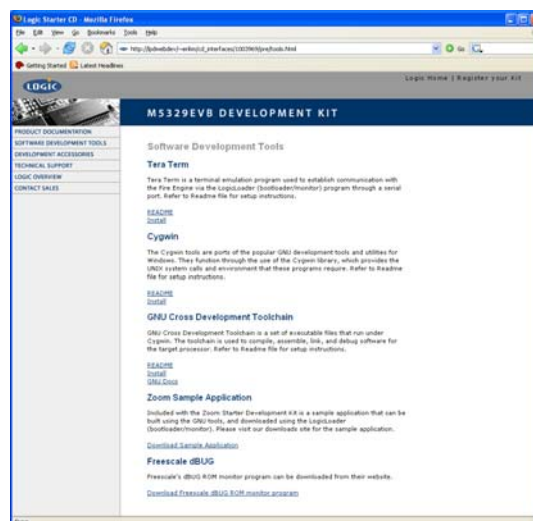 Logic Starter CD - Mozilla Firefox
File Edit View Go Bookmarks Tools Help
Getting Started Latest Headlines
LOGIC
Logic Home | Register your Kit
M5329EVB DEVELOPMENT KIT
PRODUCT DOCUMENTATION
SOFTWARE DEVELOPMENT TOOLS
DEVELOPMENT ACCESSORIES
TECHNICAL SUPPORT
LOGIC OVERVIEW
CONTACT SALES
Software Development Tools
Tera Term
Tera Term is a terminal emulation program used to establish communication with
the Fire Engine via the LogicLoader (bootloader/monitor) program through a serial
port. Refer to Readme file for setup instructions.
README
Install
Cygwin
The Cygwin tools are ports of the popular GNU development tools and utilities for
Windows. They function through the use of the Cygwin library, which provides the
UNIX system calls and environment that these programs require. Refer to Readme
file for setup instructions.
README
Install
GNU Cross Development Toolchain
GNU Cross Development Toolchain is a set of executable files that run under
Cygwin. The toolchain is used to compile, assemble, link, and debug software for
the target processor. Refer to Readme file for setup instructions.
README
Install
GNU Docs
Zoom Sample Application
Included with the Zoom Starter Development Kit is a sample application that can be
built using the GNU tools, and downloaded using the LogicLoader
(bootloader/monitor). Please visit our downloads site for the sample application.
Download Sample Application
Freescale dBUG
Freescale's dBUG ROM monitor program can be downloaded from their website.
Download Freescale dBUG ROM monitor program